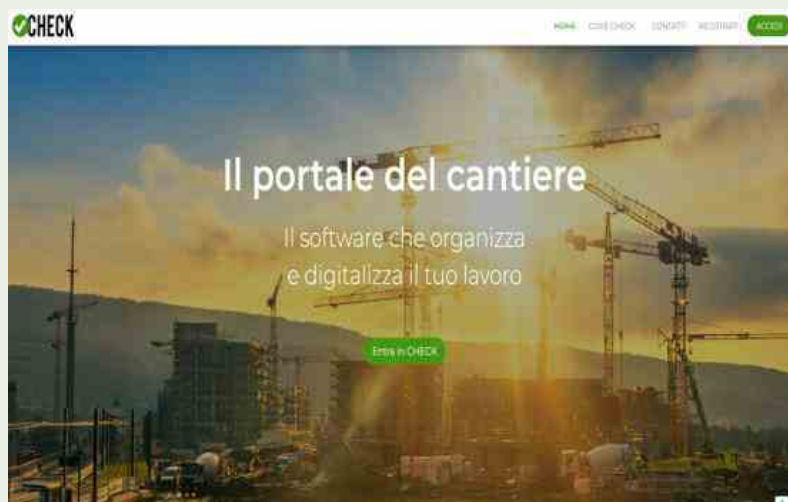 CHECK
HOME COS'È CHECK CONTATTI REGISTRATI ACCEDI
Il portale del cantiere
Il software che organizza
e digitalizza il tuo lavoro
Entra in CHECK